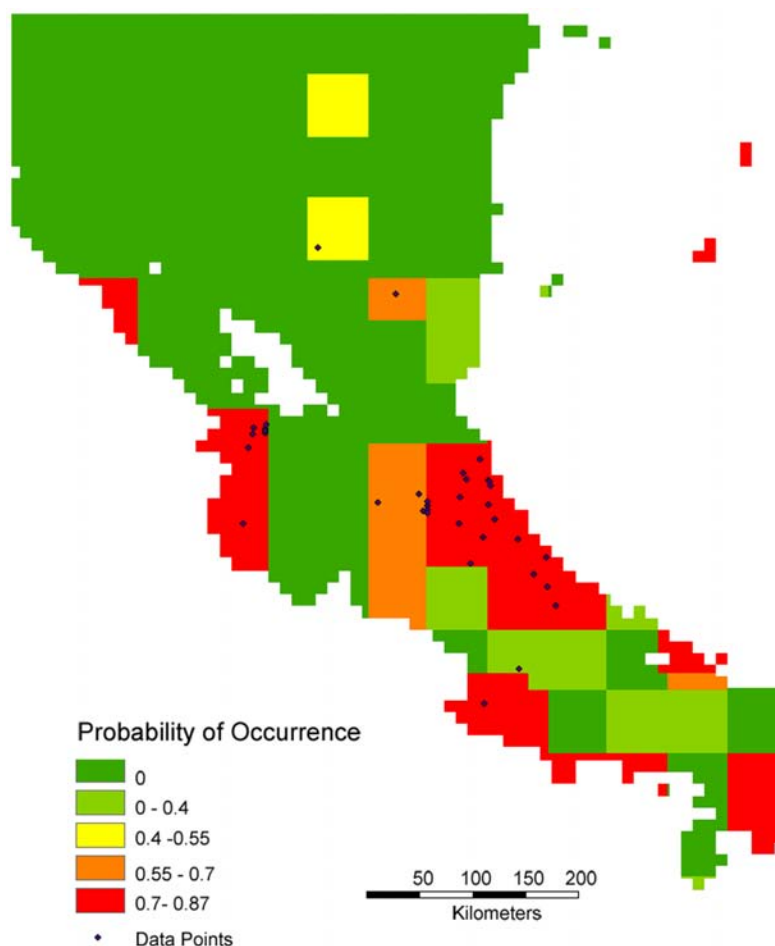 Probability of Occurrence
0
0 - 0.4
0.4 -0.55
0.55 - 0.7
0.7- 0.87
Data Points
50 100 150 200
Kilometers